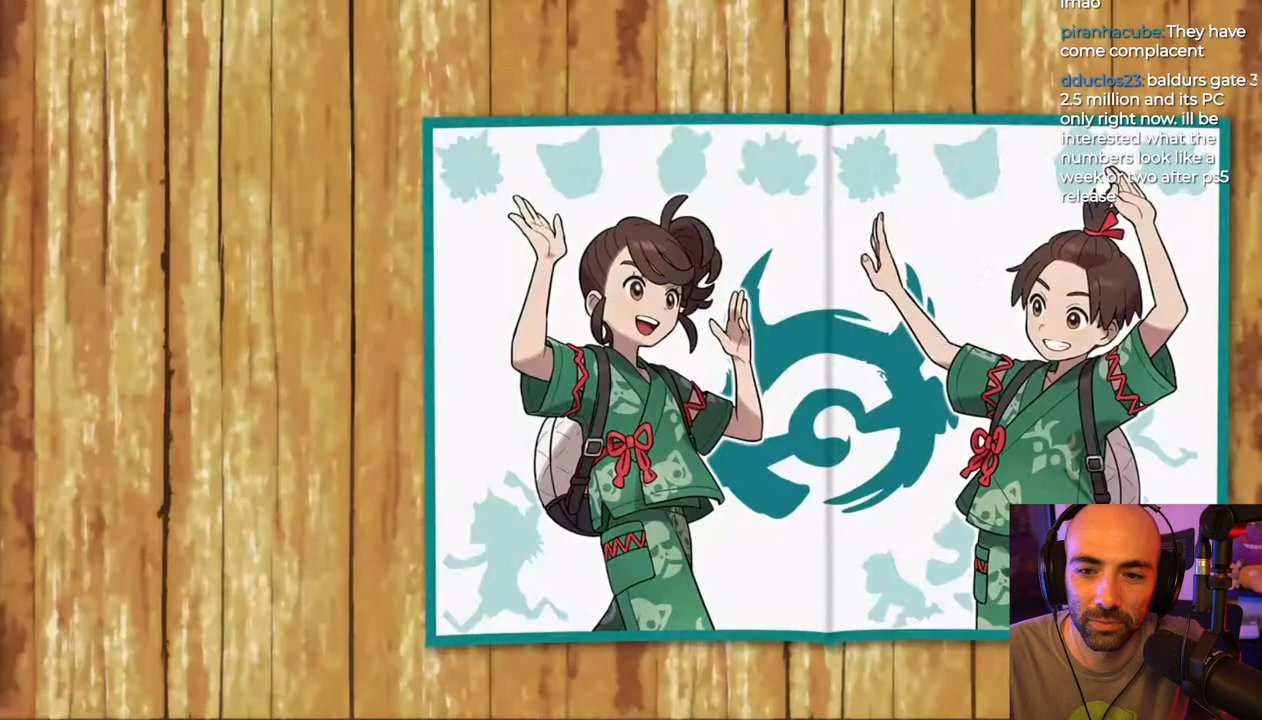 lmao
piranhacube: They have
come complacent
dduclos23: baldurs gate 3
2.5 million and its PC
only right now. ill be
interested what the
numbers look like a
week or two after ps5
release